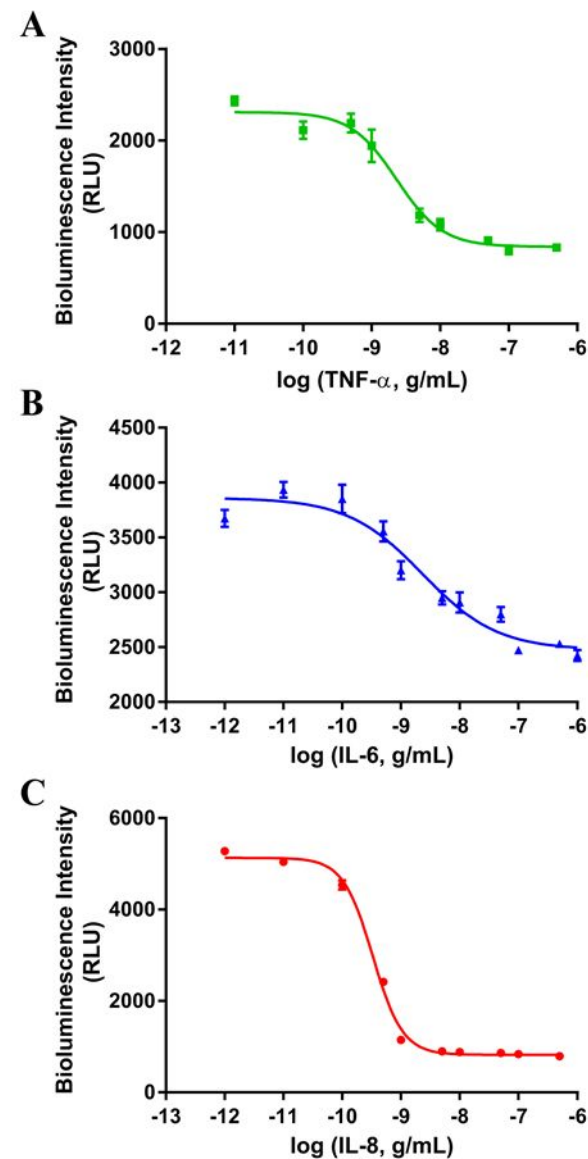 A
Bioluminescence Intensity
(RLU)
3000
2000
1000
0
-12 -11 -10 -9 -8 -7 -6
log (TNF-α, g/mL)
B
Bioluminescence Intensity
(RLU)
4500
4000
3500
3000
2500
2000
-13 -12 -11 -10 -9 -8 -7 -6
log (IL-6, g/mL)
C
Bioluminescence Intensity
(RLU)
6000
4000
2000
0
-13 -12 -11 -10 -9 -8 -7 -6
log (IL-8, g/mL)